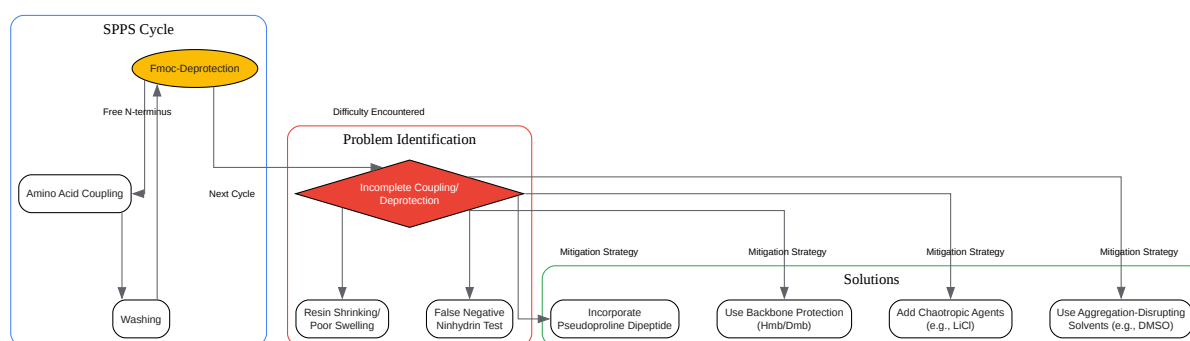 SPPS Cycle
Fmoc-Deprotection
Free N-terminus
Difficulty Encountered
Problem Identification
Amino Acid Coupling
Next Cycle
Incomplete Coupling/
Deprotection
Mitigation Strategy
Mitigation Strategy
Mitigation Strategy
Mitigation Strategy
Solutions
Washing
Resin Shrinking/
Poor Swelling
False Negative
Ninhydrin Test
Incorporate
Pseudoproline Dipeptide
Use Backbone Protection
(Hmb/Dmb)
Add Chaotropic Agents
(e.g., LiCl)
Use Aggregation-Disrupting
Solvents (e.g., DMSO)